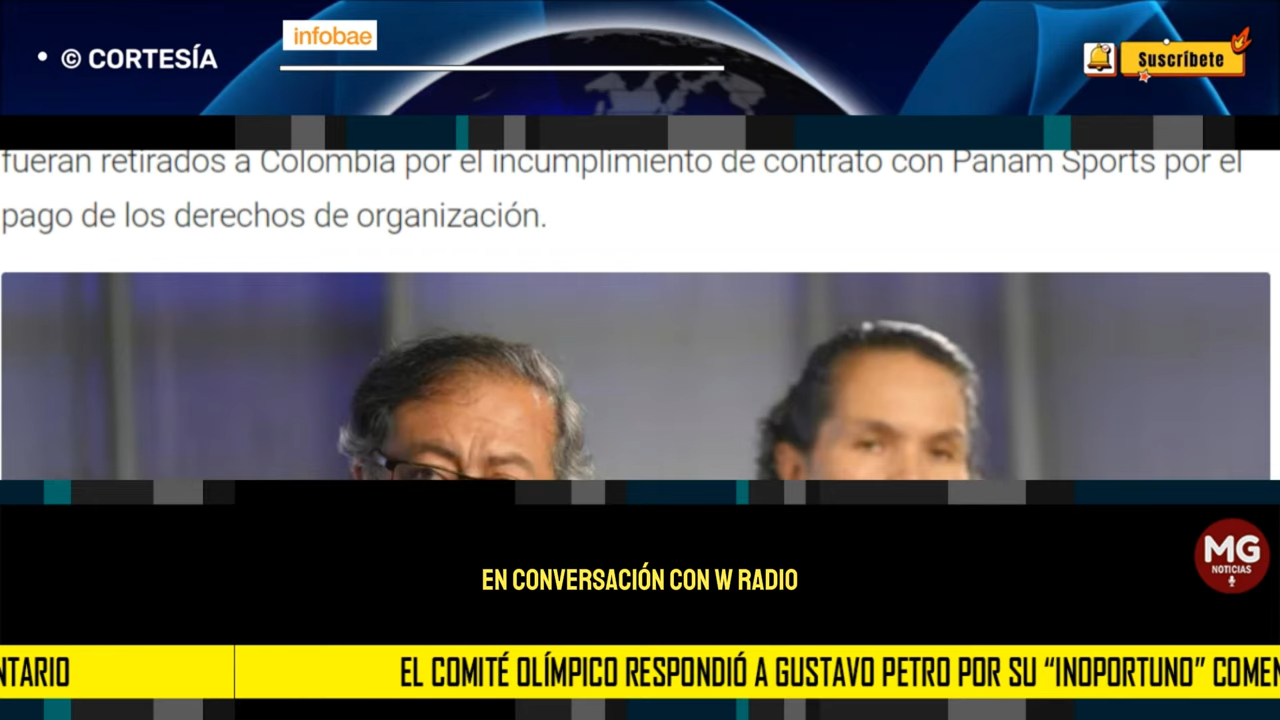 infobae
© CORTESÍA
Suscríbete
fueran retirados a Colombia por el incumplimiento de contrato con Panam Sports por el
pago de los derechos de organización.
MG
NOTICIAS
EN CONVERSACIÓN CON W RADIO
NTARIO EL COMITÉ OLÍMPICO RESPONDIÓ A GUSTAVO PETRO POR SU “INOPORTUNO” COMEN